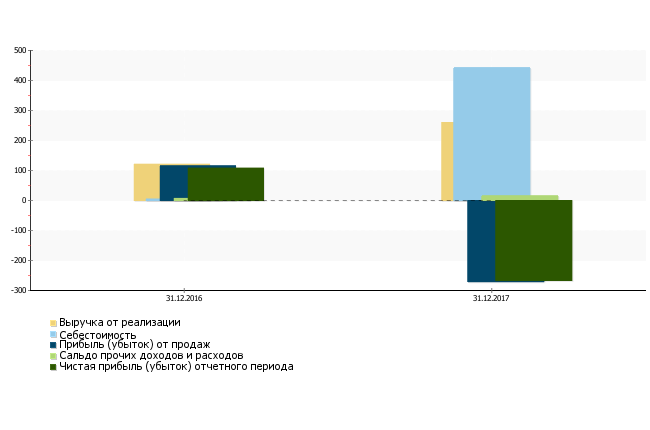 500
400
300
200
100
0
-100
-200
-300
31.12.2016 31.12.2017
Выручка от реализации
Себестоимость
Прибыль (убыток) от продаж
Сальдо прочих доходов и расходов
Чистая прибыль (убыток) отчетного периода